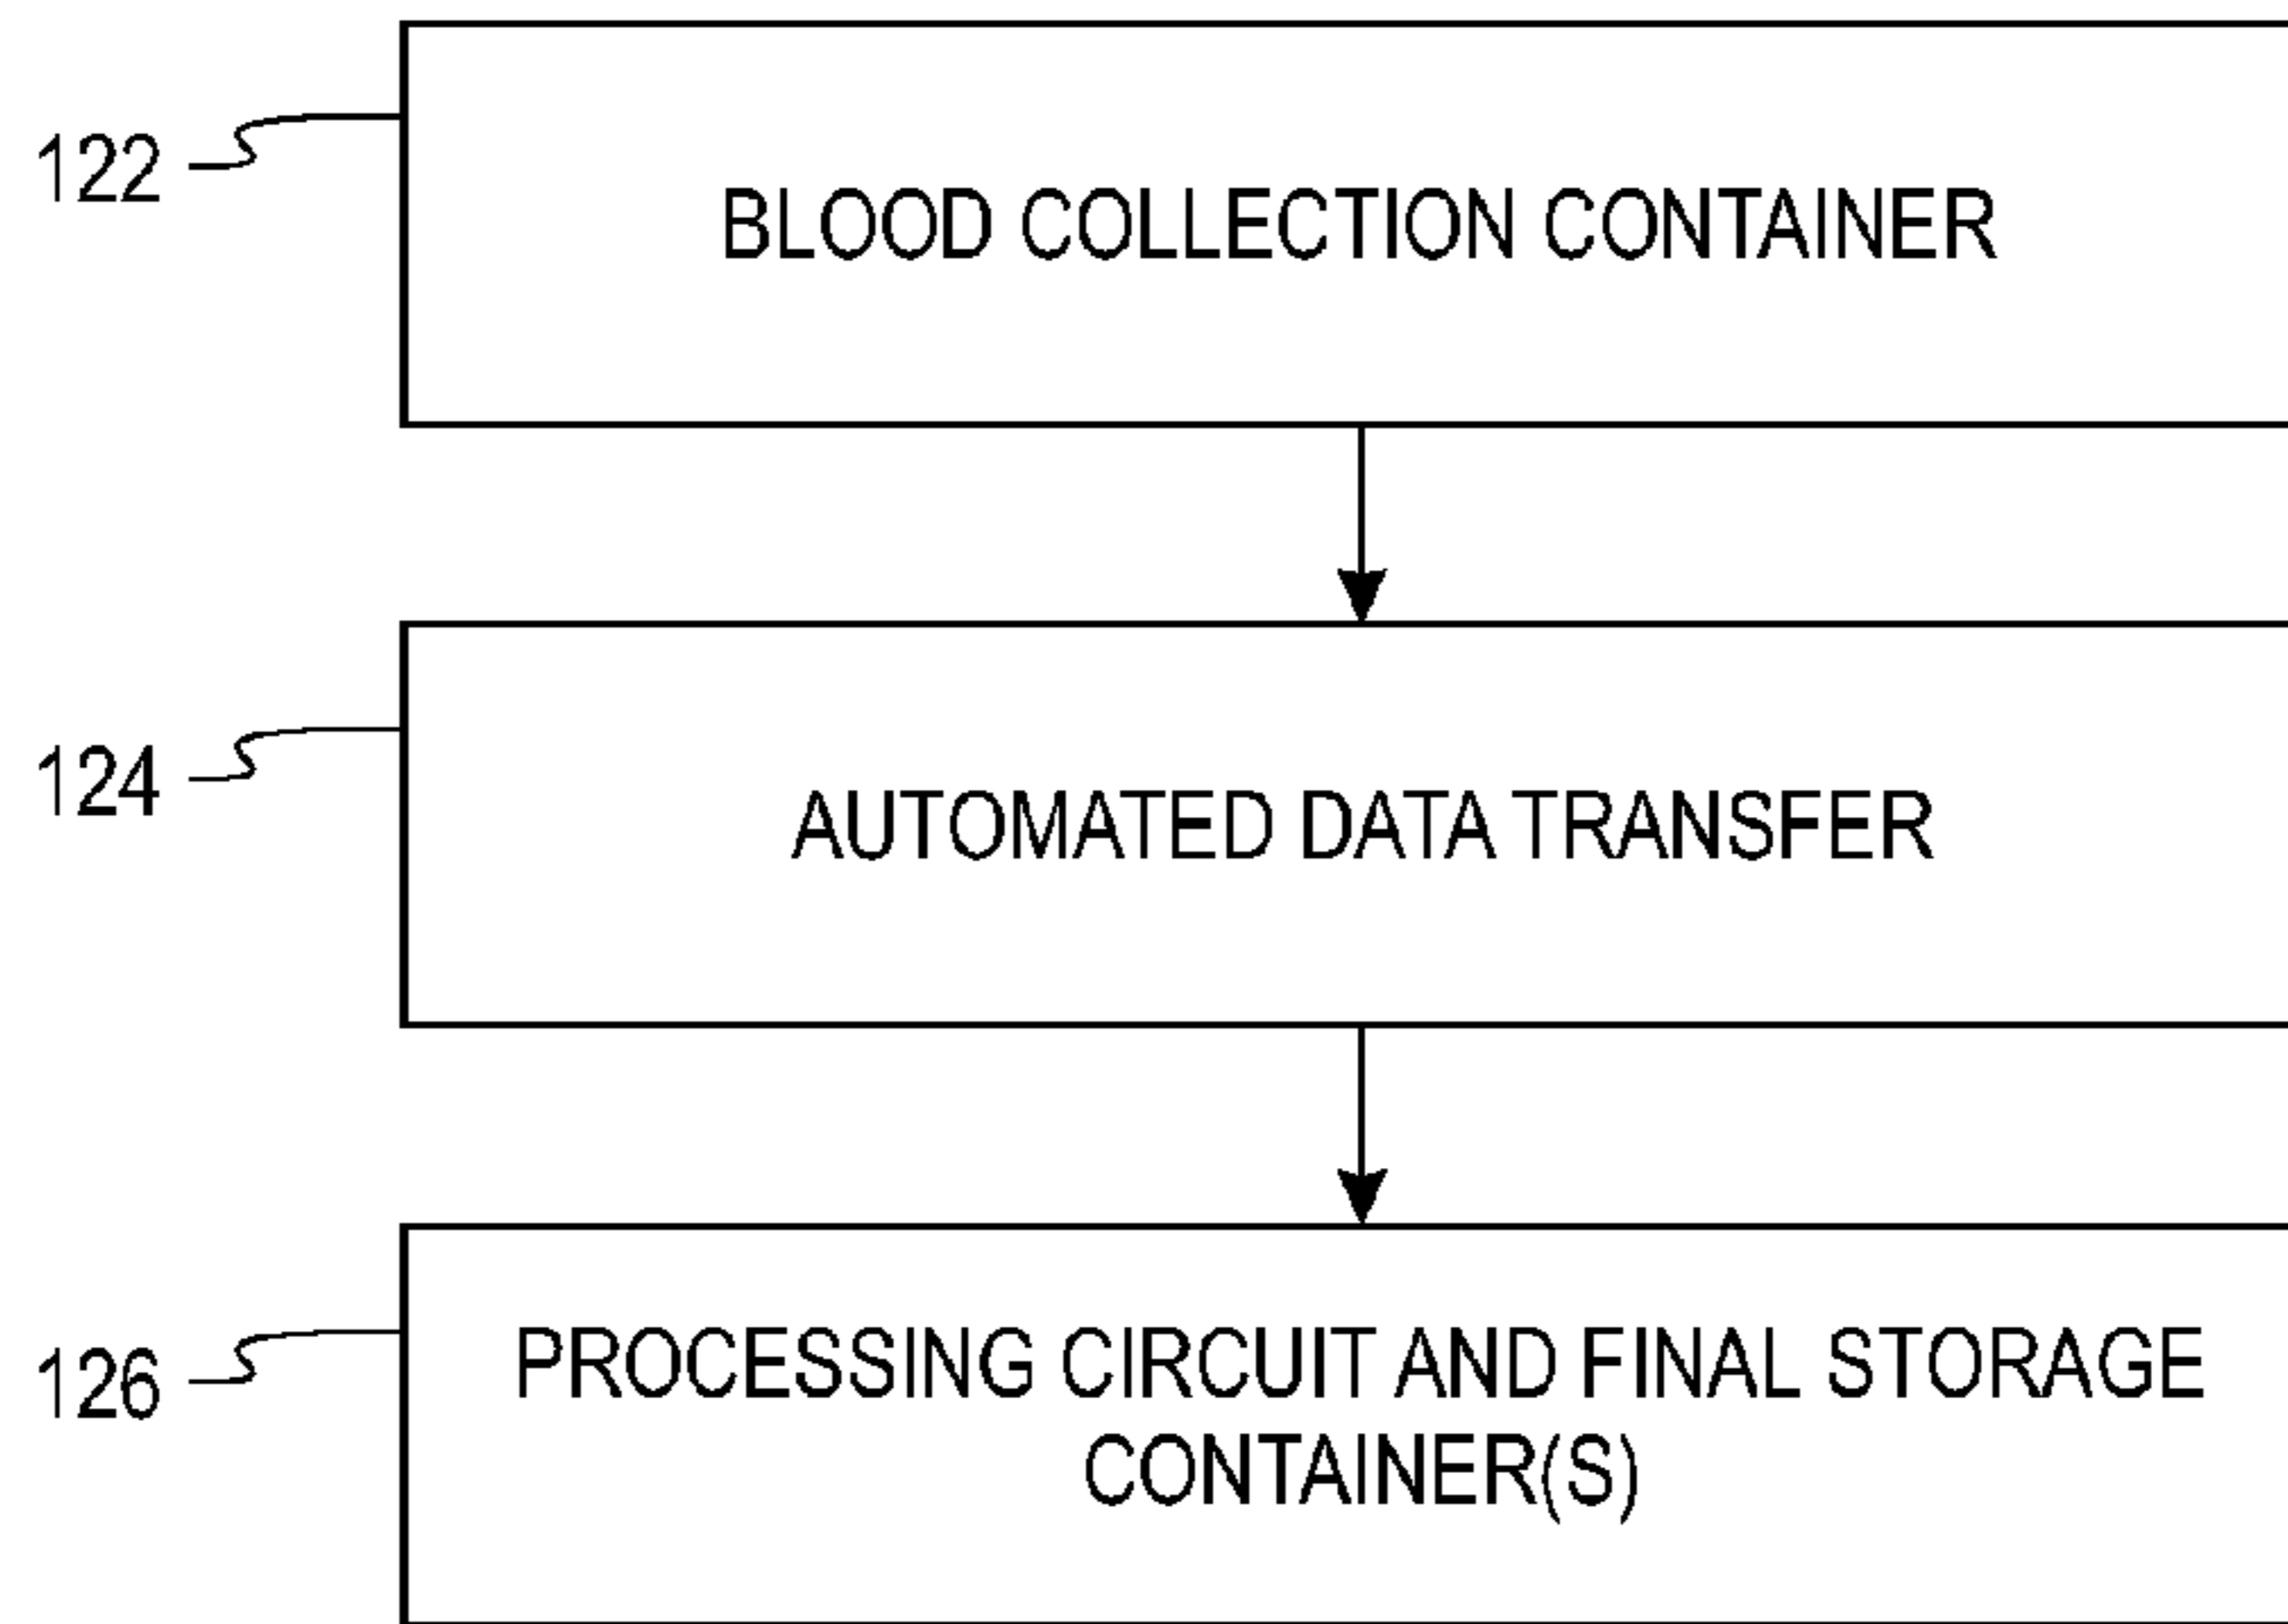 122
BLOOD COLLECTION CONTAINER
124
AUTOMATED DATA TRANSFER
126
PROCESSING CIRCUIT AND FINAL STORAGE
CONTAINER(S)